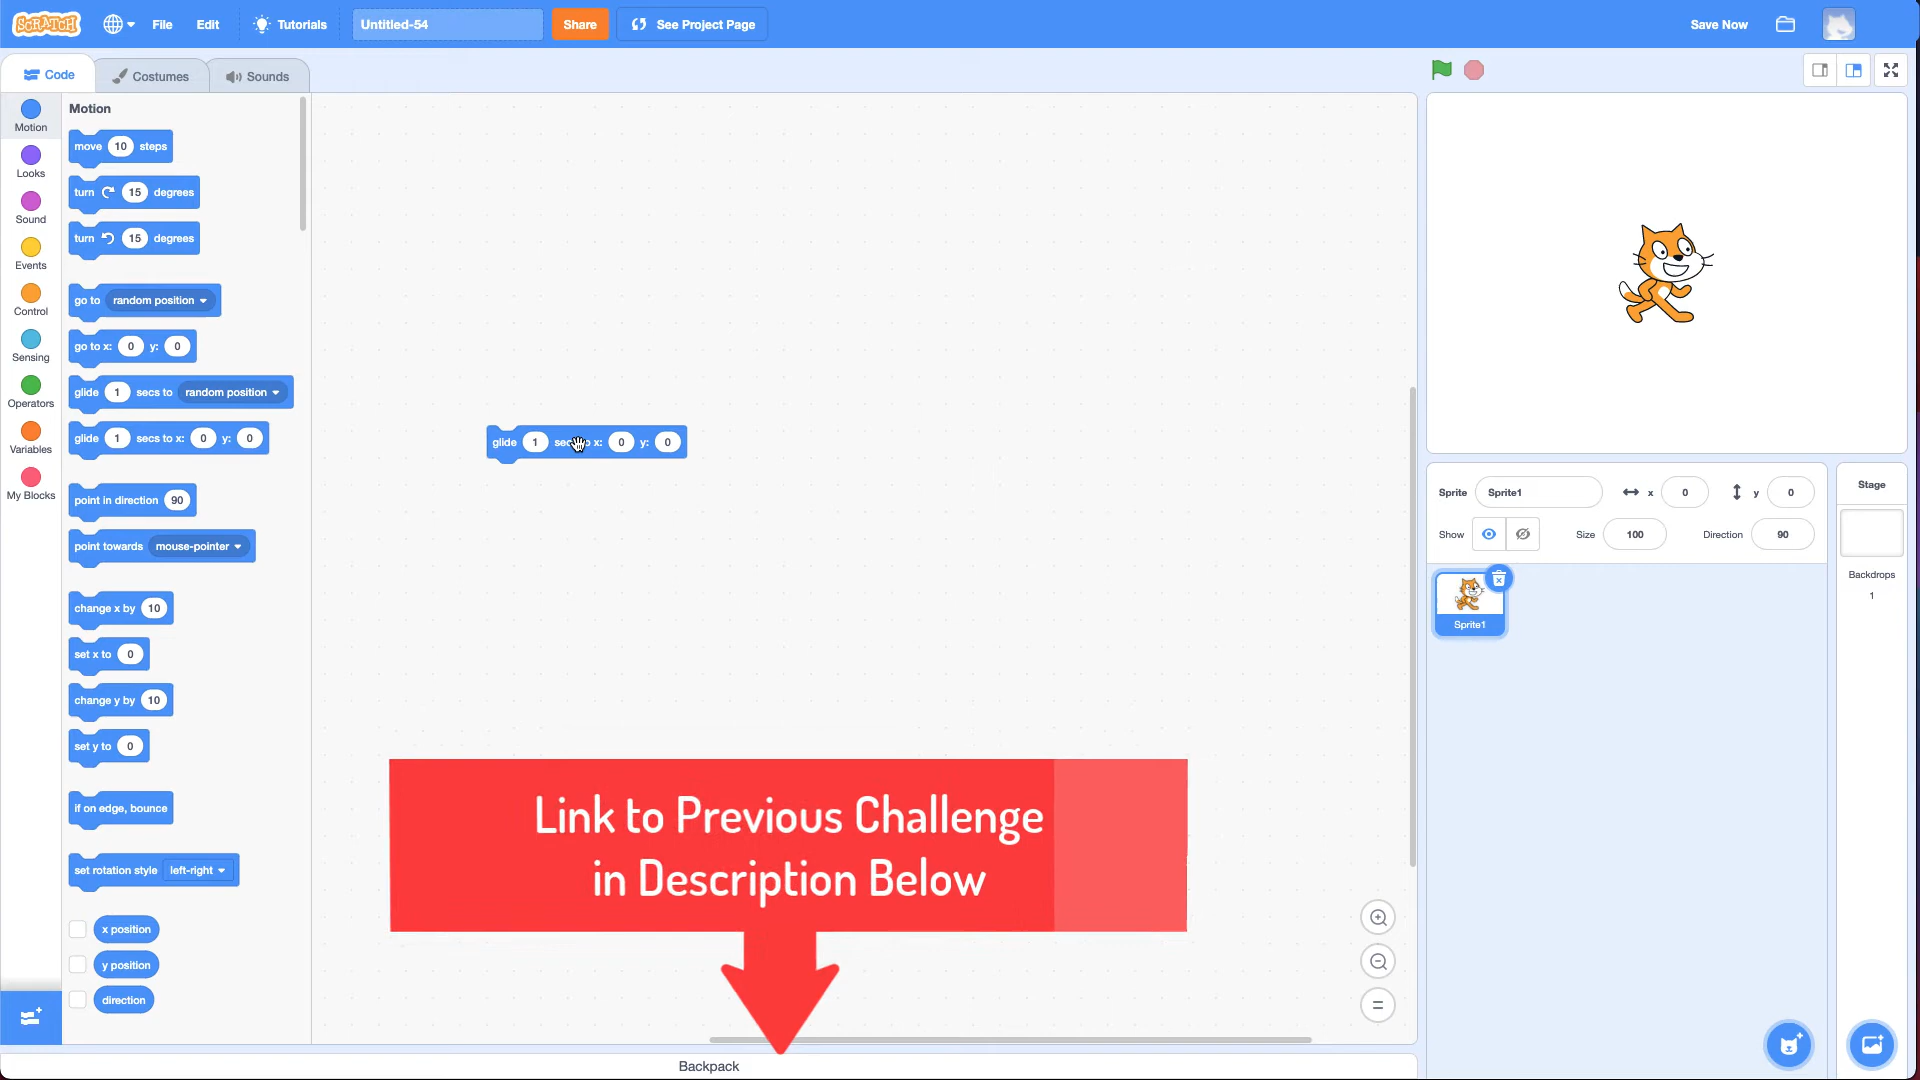 SCRATCH
File
Edit
Tutorials
Untitled-54
Share
See Project Page
Save Now
Code
Costumes
Sounds
Motion
Looks
Sound
Events
Control
Sensing
Operators
Variables
My Blocks
Motion
move 10 steps
turn 15 degrees
turn 15 degrees
go to random position
go to x: 0 y: 0
glide 1 secs to random position
glide 1 secs to x: 0 y: 0
point in direction 90
point towards mouse-pointer
change x by 10
set x to 0
change y by 10
set y to 0
if on edge, bounce
set rotation style left-right
x position
y position
direction
glide 1 secs to x: 0 y: 0
Link to Previous Challenge
in Description Below
Backpack
Sprite Sprite1 x 0 y 0
Show Size 100 Direction 90
Sprite1
Stage
Backdrops
1